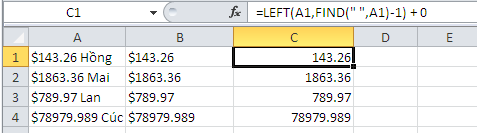 C1 fx =LEFT(A1,FIND(" ",A1)-1) + 0
A B C D E
1 $143.26 Hồng $143.26 143.26
2 $1863.36 Mai $1863.36 1863.36
3 $789.97 Lan $789.97 789.97
4 $78979.989 Cúc $78979.989 78979.989